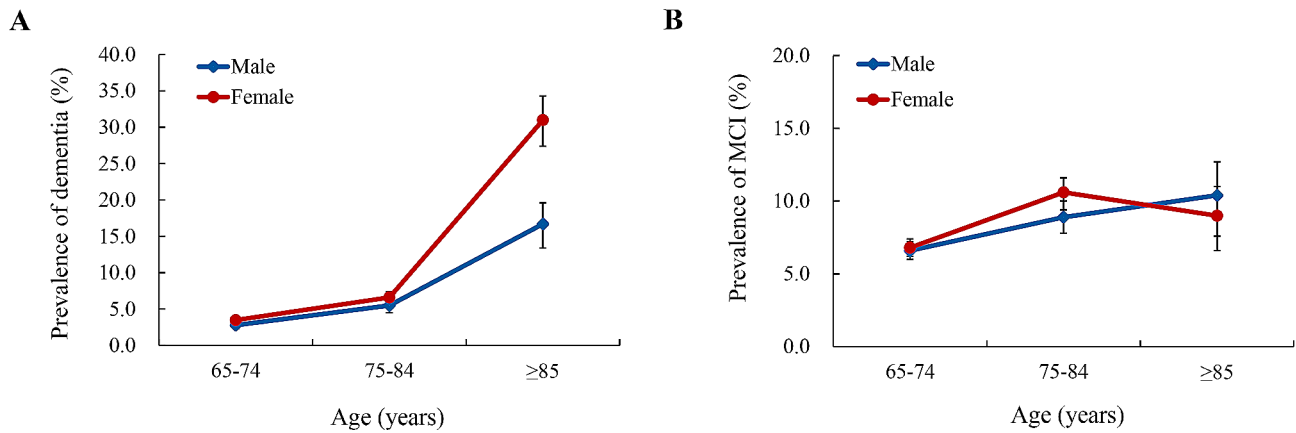 A
Prevalence of dementia (%)
40.0
35.0
30.0
25.0
20.0
15.0
10.0
5.0
0.0
Male
Female
65-74
75-84
≥85
Age (years)
B
Prevalence of MCI (%)
20.0
15.0
10.0
5.0
0.0
Male
Female
65-74
75-84
≥85
Age (years)